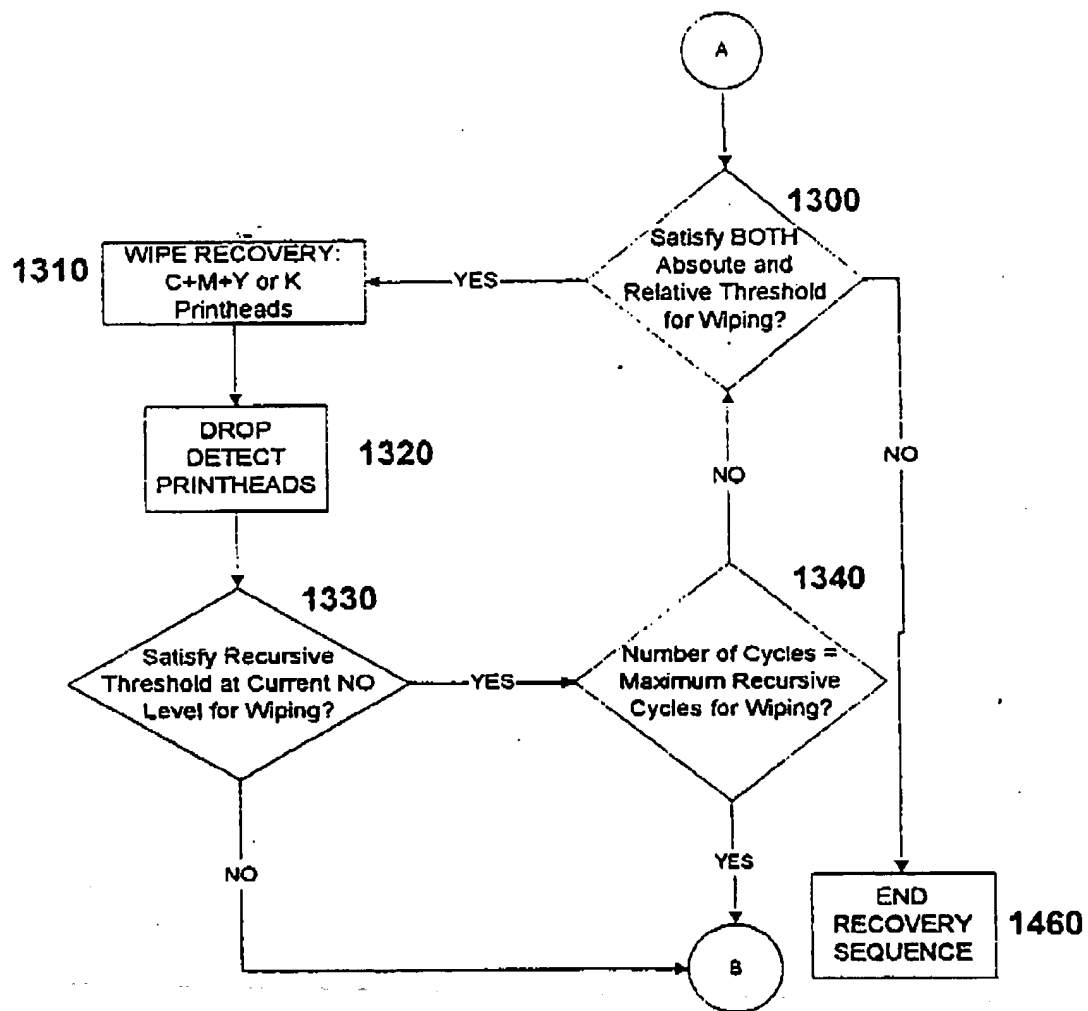 A
1300
Satisfy BOTH
Absoute and
Relative Threshold
for Wiping?
YES
NO
1310
WIPE RECOVERY:
C+M+Y or K
Printheads
DROP
DETECT
PRINTHEADS
1320
1330
Satisfy Recursive
Threshold at Current NO
Level for Wiping?
YES
NO
1340
Number of Cycles =
Maximum Recursive
Cycles for Wiping?
NO
YES
B
END
RECOVERY
SEQUENCE
1460